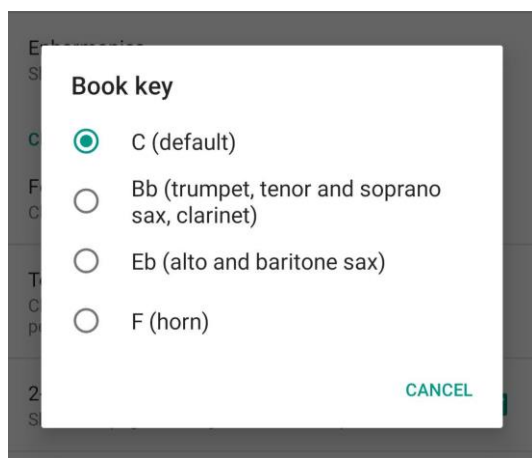 Book key
C (default)
Bb (trumpet, tenor and soprano
sax, clarinet)
Eb (alto and baritone sax)
F (horn)
CANCEL